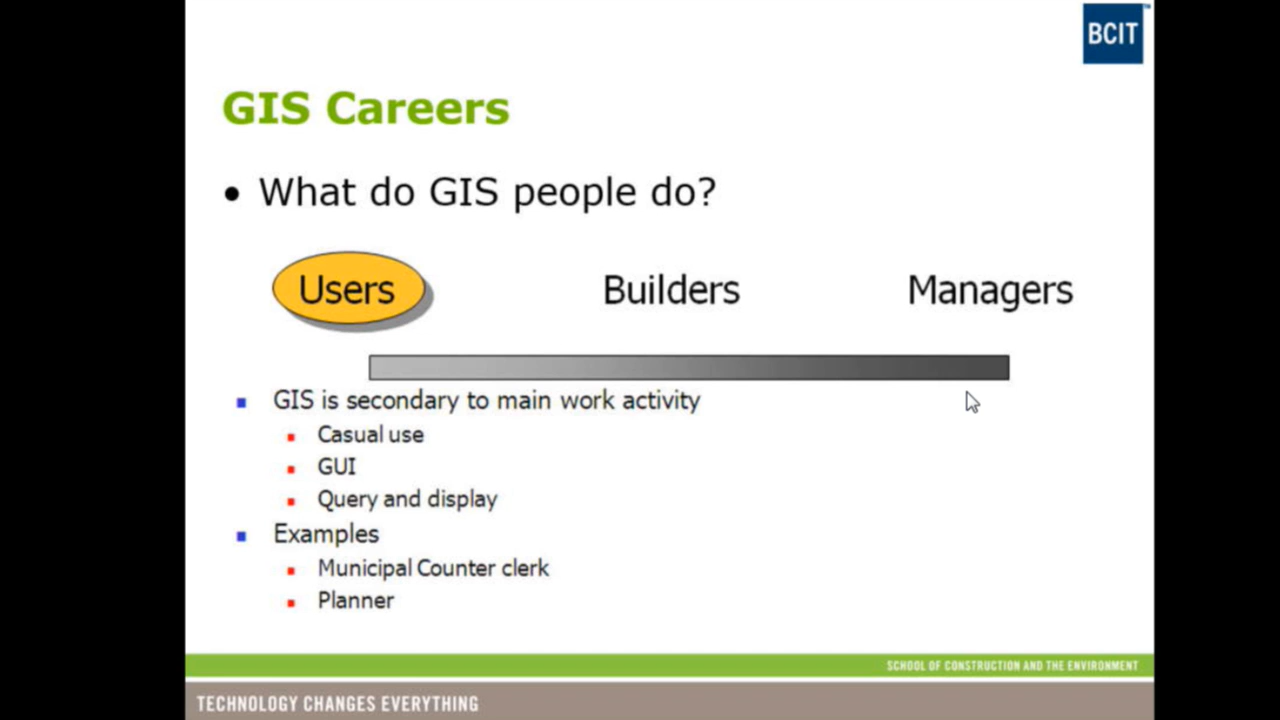 BCIT
GIS Careers
• What do GIS people do?
Users Builders Managers
GIS is secondary to main work activity
Casual use
GUI
Query and display
Examples
Municipal Counter clerk
Planner
SCHOOL OF CONSTRUCTION AND THE ENVIRONMENT
TECHNOLOGY CHANGES EVERYTHING